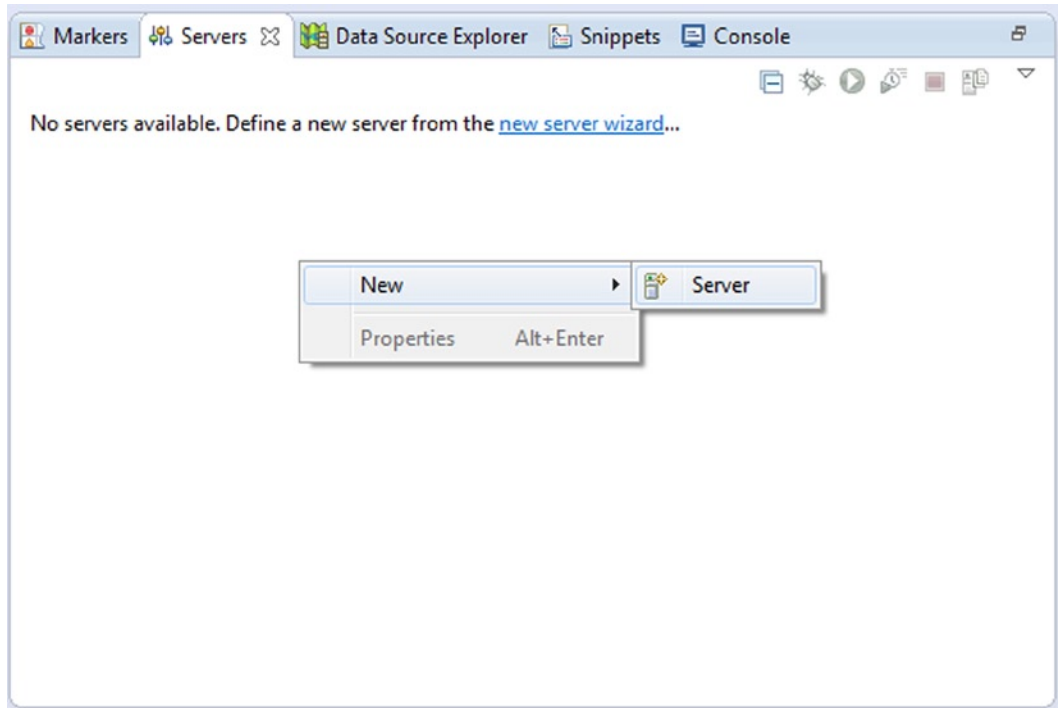 Markers Servers Data Source Explorer Snippets Console
No servers available. Define a new server from the new server wizard...
New Server
Properties Alt+Enter